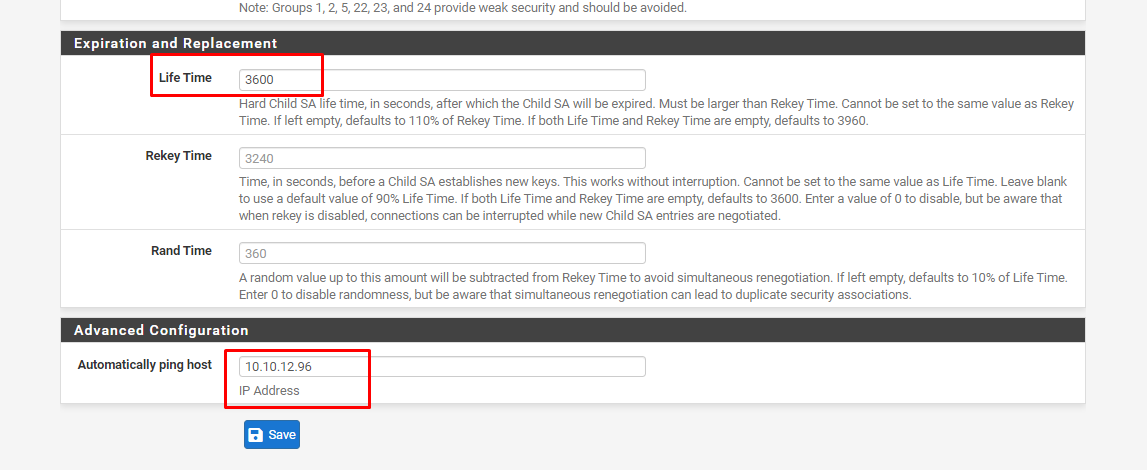 Note: Groups 1, 2, 5, 22, 23, and 24 provide weak security and should be avoided.
Expiration and Replacement
Life Time
3600
Hard Child SA life time, in seconds, after which the Child SA will be expired. Must be larger than Rekey Time. Cannot be set to the same value as Rekey
Time. If left empty, defaults to 110% of Rekey Time. If both Life Time and Rekey Time are empty, defaults to 3960.
Rekey Time
3240
Time, in seconds, before a Child SA establishes new keys. This works without interruption. Cannot be set to the same value as Life Time. Leave blank
to use a default value of 90% Life Time. If both Life Time and Rekey Time are empty, defaults to 3600. Enter a value of 0 to disable, but be aware that
when rekey is disabled, connections can be interrupted while new Child SA entries are negotiated.
Rand Time
360
A random value up to this amount will be subtracted from Rekey Time to avoid simultaneous renegotiation. If left empty, defaults to 10% of Life Time.
Enter 0 to disable randomness, but be aware that simultaneous renegotiation can lead to duplicate security associations.
Advanced Configuration
Automatically ping host
10.10.12.96
IP Address
Save